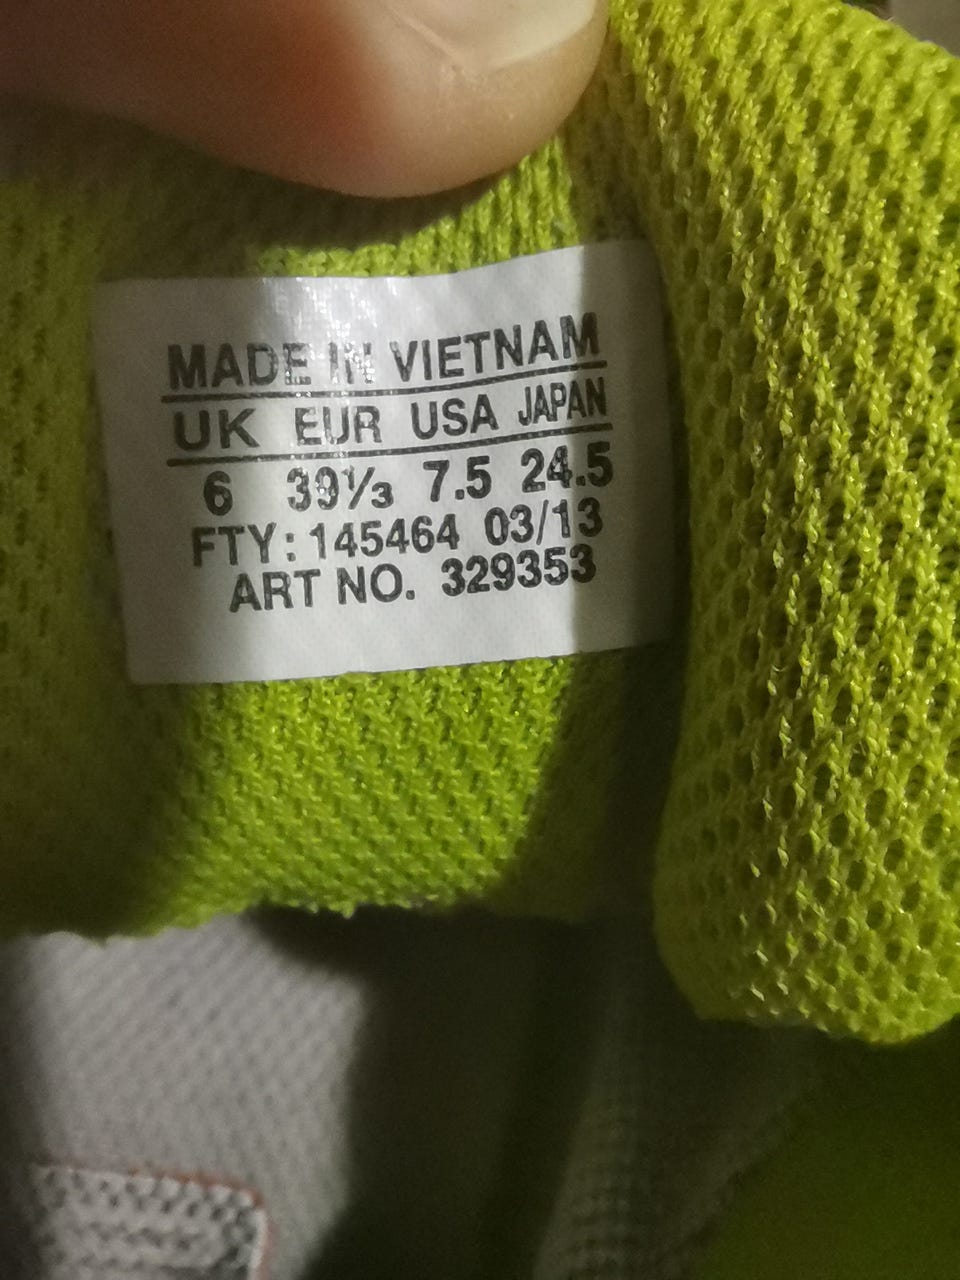 MADE IN VIETNAM
UK EUR USA JAPAN
6 39⅓ 7.5 24.5
FTY: 145464 03/13
ART NO. 329353